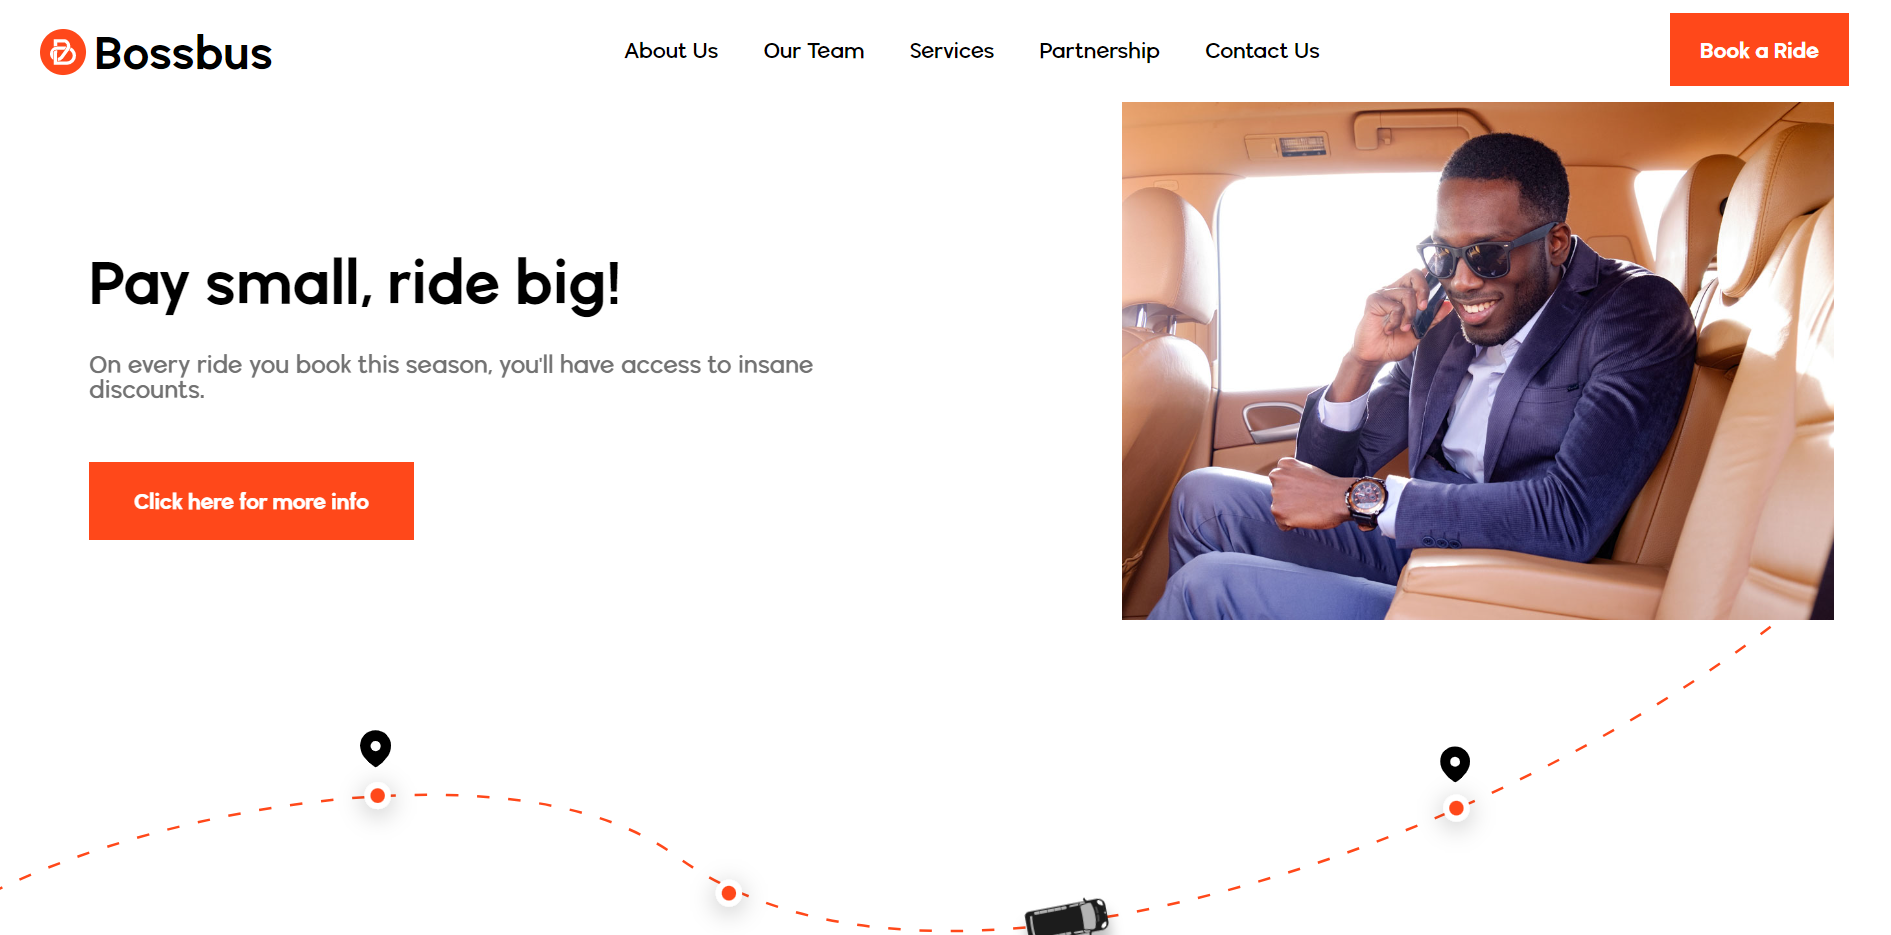 Bossbus
About Us
Our Team
Services
Partnership
Contact Us
Book a Ride
Pay small, ride big!
On every ride you book this season, you'll have access to insane
discounts.
Click here for more info